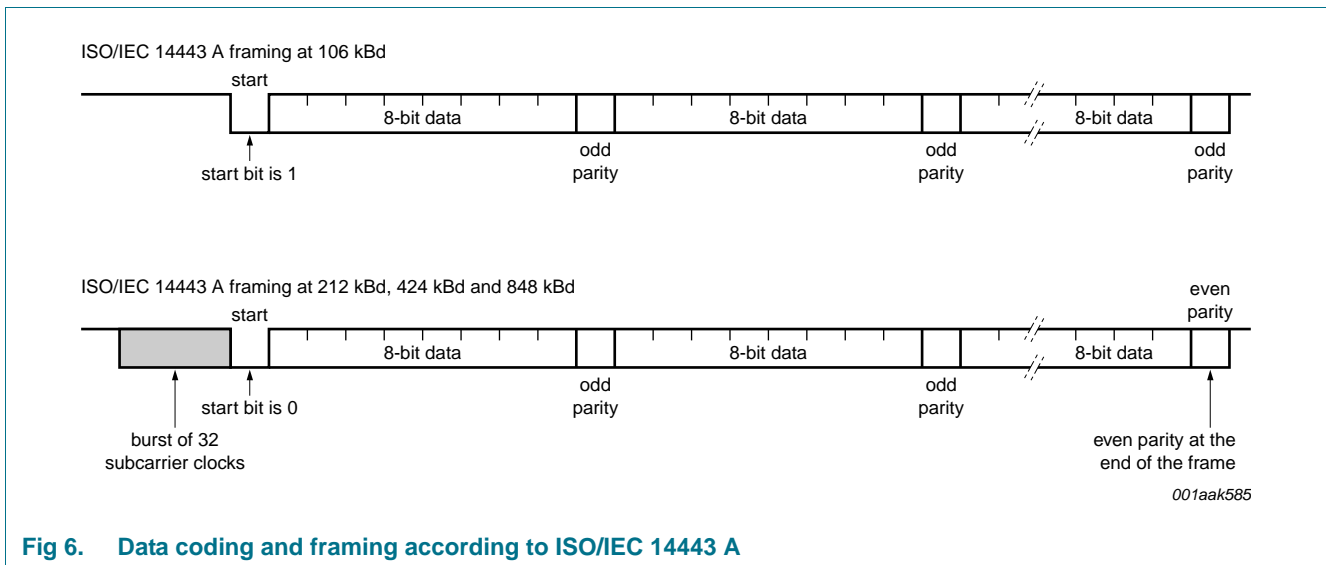 ISO/IEC 14443 A framing at 106 kBd
start
8-bit data
8-bit data
8-bit data
odd
parity
odd
parity
odd
parity
start bit is 1
ISO/IEC 14443 A framing at 212 kBd, 424 kBd and 848 kBd
even
parity
start
8-bit data
8-bit data
8-bit data
odd
parity
odd
parity
start bit is 0
burst of 32
subcarrier clocks
even parity at the
end of the frame
001aak585
Fig 6. Data coding and framing according to ISO/IEC 14443 A